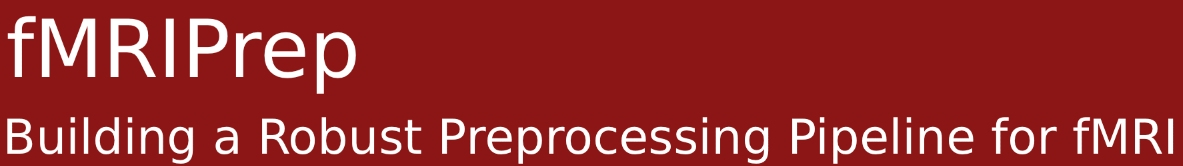 fMRIPrep
Building a Robust Preprocessing Pipeline for fMRI